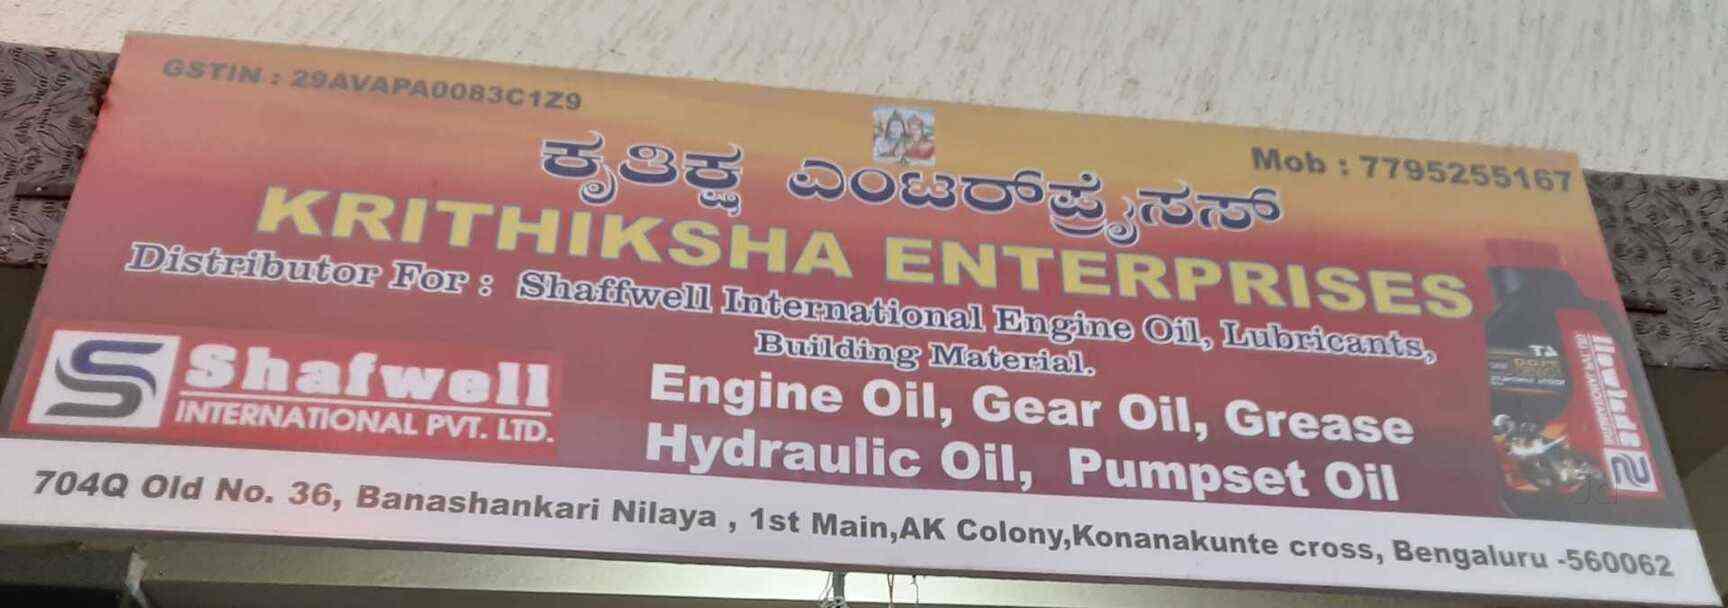 GSTIN : 29AVAPA0083C1Z9
Mob : 7795255167
ಕೃತಿಕ್ಷ ಎಂಟರ್‌ಪ್ರೈಸಸ್
KRITHIKSHA ENTERPRISES
Distributor For : Shaffwell International Engine Oil, Lubricants,
Building Material.
Shafwell
INTERNATIONAL PVT. LTD.
Engine Oil, Gear Oil, Grease
Hydraulic Oil, Pumpset Oil
704Q Old No. 36, Banashankari Nilaya , 1st Main,AK Colony,Konanakunte cross, Bengaluru -560062